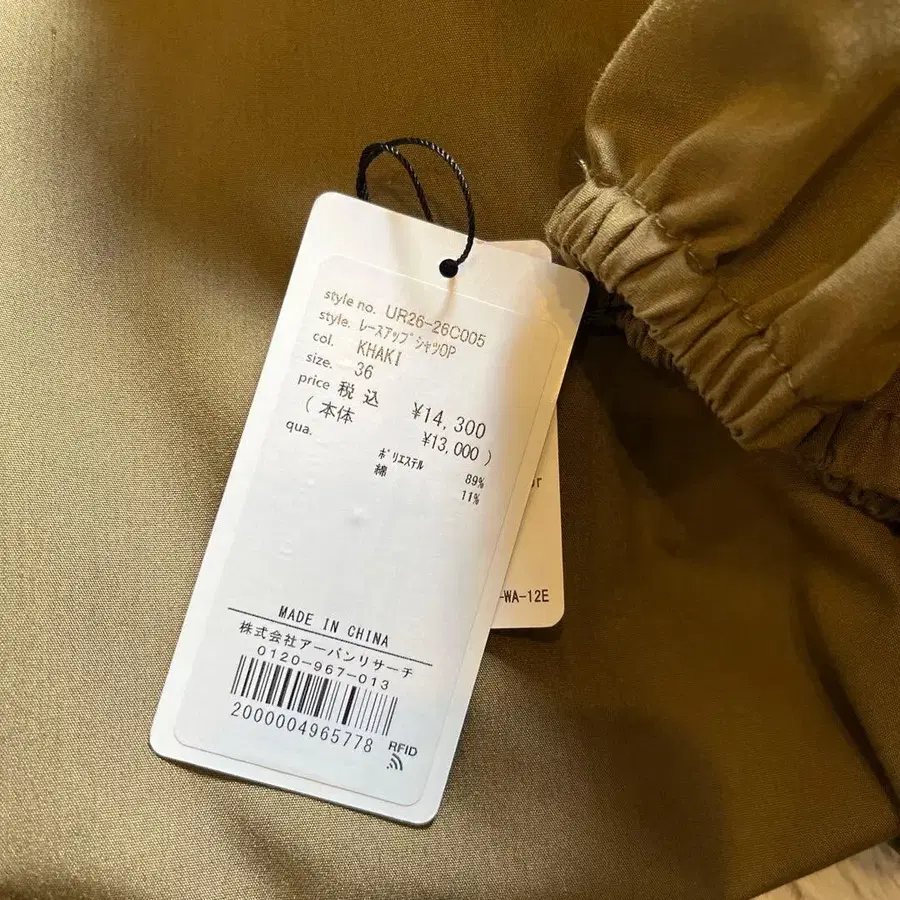 style no. UR26-26C005
style. レースアップシャツOP
col. KHAKI
size. 36
price 税込 ¥14,300
(本体 ¥13,000)
qua.
ポリエステル 89%
綿 11%
MADE IN CHINA
株式会社アーバンリサーチ
0120-967-013
2000004965778
RFID
-WA-12E